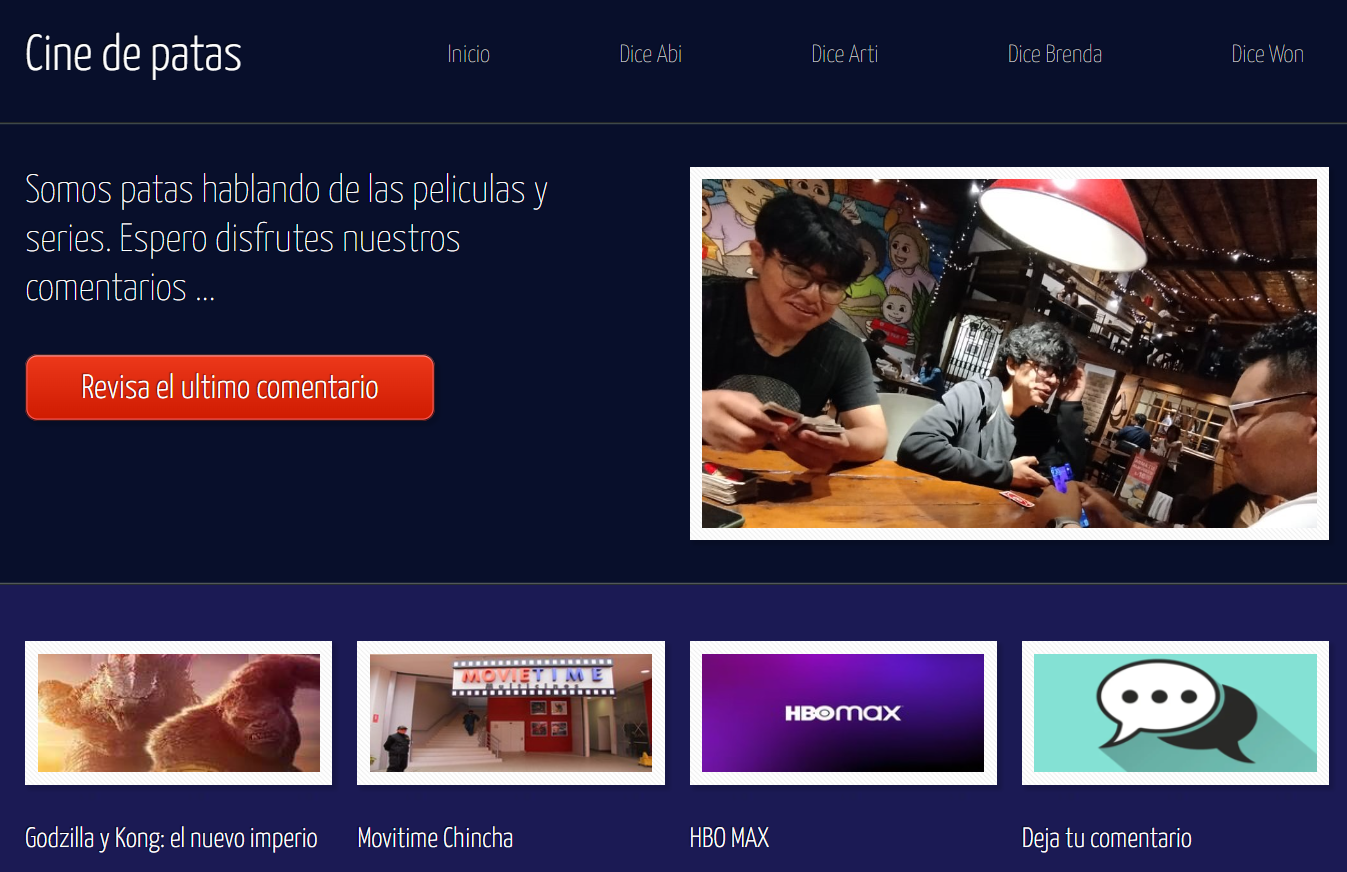 Cine de patas
Inicio
Dice Abi
Dice Arti
Dice Brenda
Dice Won
Somos patas hablando de las peliculas y
series. Espero disfrutes nuestros
comentarios ...
Revisa el ultimo comentario
MOVIETIME
HBOmax
Godzilla y Kong: el nuevo imperio
Movitime Chincha
HBO MAX
Deja tu comentario